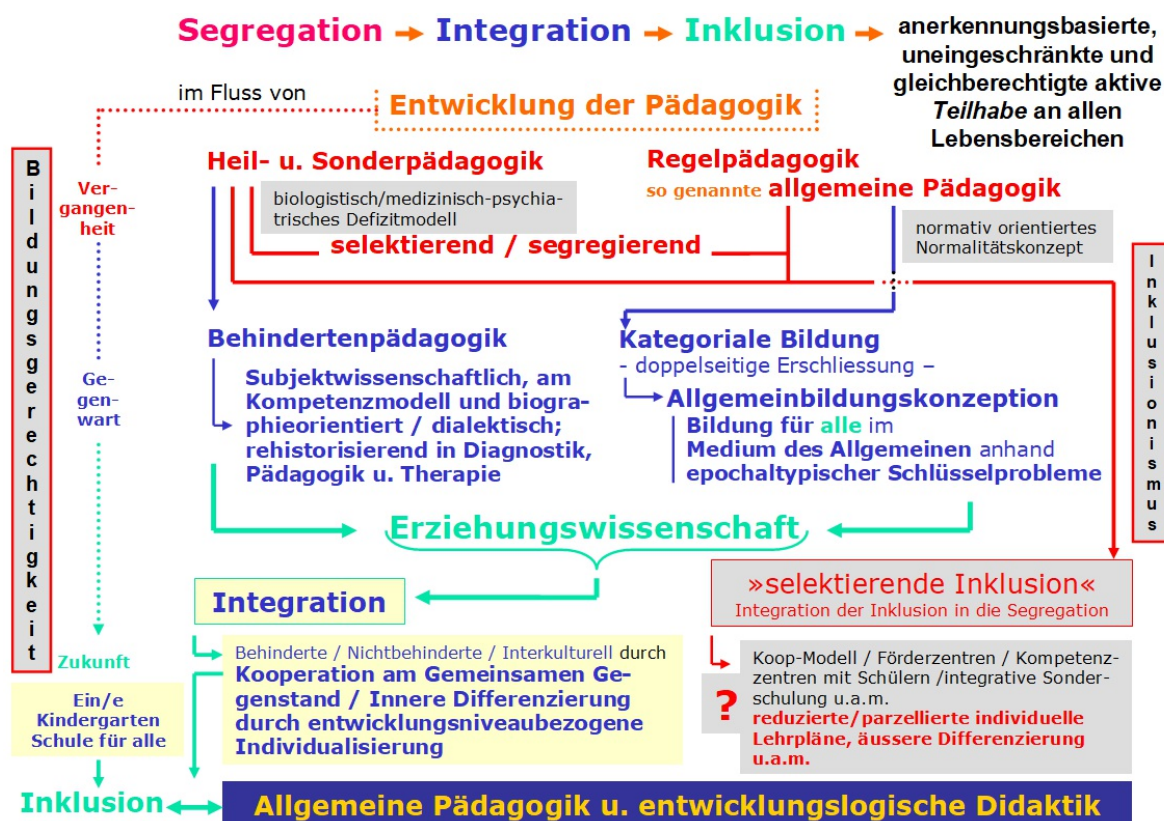 Segregation → Integration → Inklusion →
anerkennungsbasierte,
uneingeschränkte und
gleichberechtigte aktive
Teilhabe an allen
Lebensbereichen
im Fluss von
Entwicklung der Pädagogik
Bildungsgerechtigkeit
Ver-
gangen-
heit
Ge-
gen-
wart
Zukunft
Ein/e
Kindergarten
Schule für alle
Heil- u. Sonderpädagogik
biologistisch/medizinisch-psychia-
trisches Defizitmodell
selektierend / segregierend
Regelpädagogik
so genannte allgemeine Pädagogik
normativ orientiertes
Normalitätskonzept
Inklusionismus
Behindertenpädagogik
Subjektwissenschaftlich, am
Kompetenzmodell und biogra-
phieorientiert / dialektisch;
rehistorisierend in Diagnostik,
Pädagogik u. Therapie
Kategoriale Bildung
- doppelseitige Erschliessung –
Allgemeinbildungskonzeption
Bildung für alle im
Medium des Allgemeinen anhand
epochaltypischer Schlüsselprobleme
Erziehungswissenschaft
Integration
Behinderte / Nichtbehinderte / Interkulturell durch
Kooperation am Gemeinsamen Ge-
genstand / Innere Differenzierung
durch entwicklungsniveaubezogene
Individualisierung
»selektierende Inklusion«
Integration der Inklusion in die Segregation
?
Koop-Modell / Förderzentren / Kompetenz-
zentren mit Schülern /integrative Sonder-
schulung u.a.m.
reduzierte/parzellierte individuelle
Lehrpläne, äussere Differenzierung
u.a.m.
Inklusion
Allgemeine Pädagogik u. entwicklungslogische Didaktik